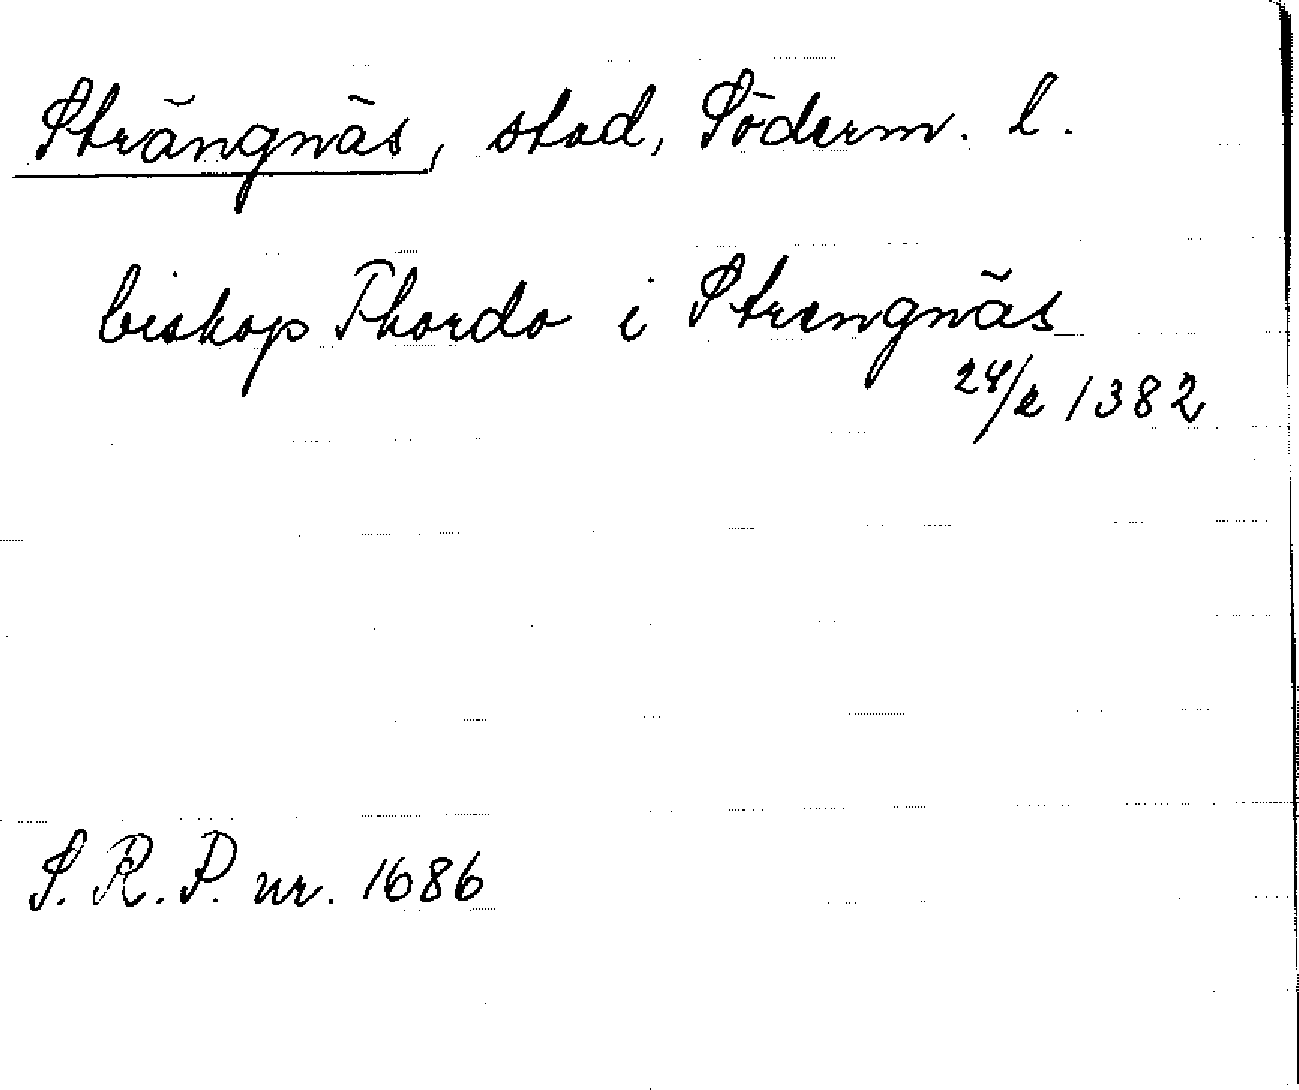 Strängnäs, stad, Söderm. l.
biskop Thordo i Strengnäs
24/2 1382
S. R. P. nr. 1686